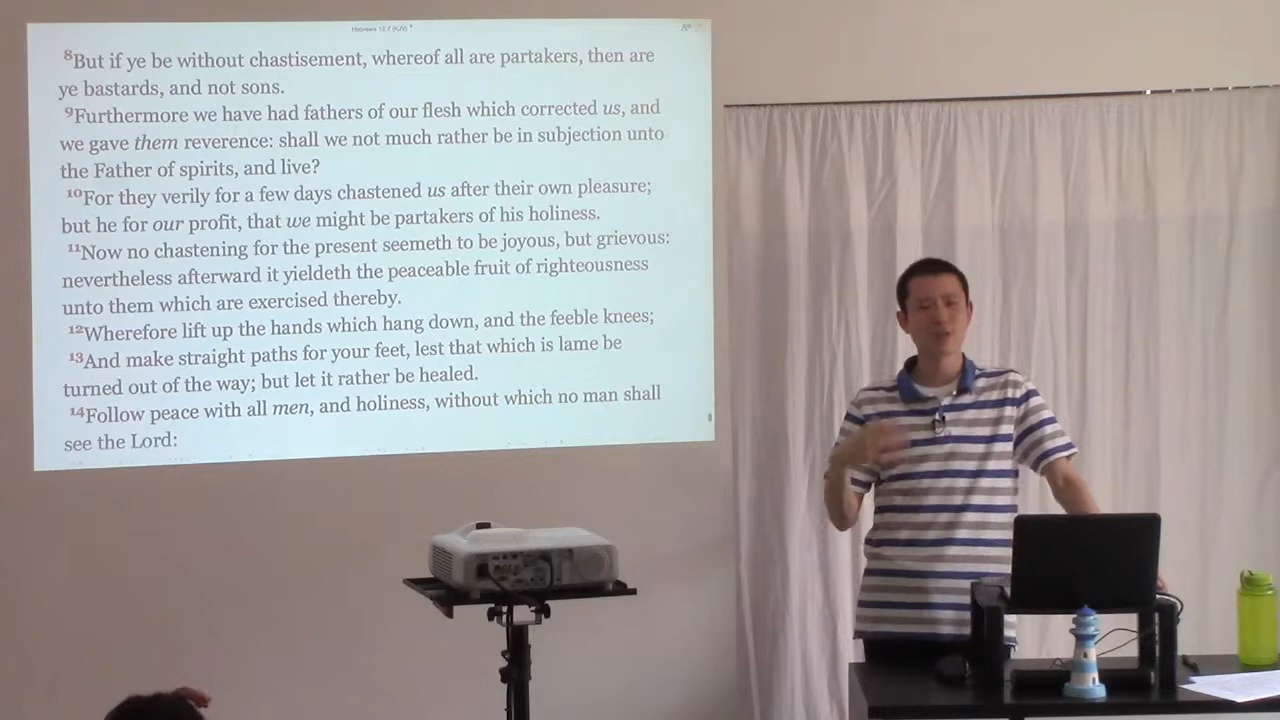 Hebrews 12:7 (KJV)
8But if ye be without chastisement, whereof all are partakers, then are
ye bastards, and not sons.
9Furthermore we have had fathers of our flesh which corrected us, and
we gave them reverence: shall we not much rather be in subjection unto
the Father of spirits, and live?
10For they verily for a few days chastened us after their own pleasure;
but he for our profit, that we might be partakers of his holiness.
11Now no chastening for the present seemeth to be joyous, but grievous:
nevertheless afterward it yieldeth the peaceable fruit of righteousness
unto them which are exercised thereby.
12Wherefore lift up the hands which hang down, and the feeble knees;
13And make straight paths for your feet, lest that which is lame be
turned out of the way; but let it rather be healed.
14Follow peace with all men, and holiness, without which no man shall
see the Lord: